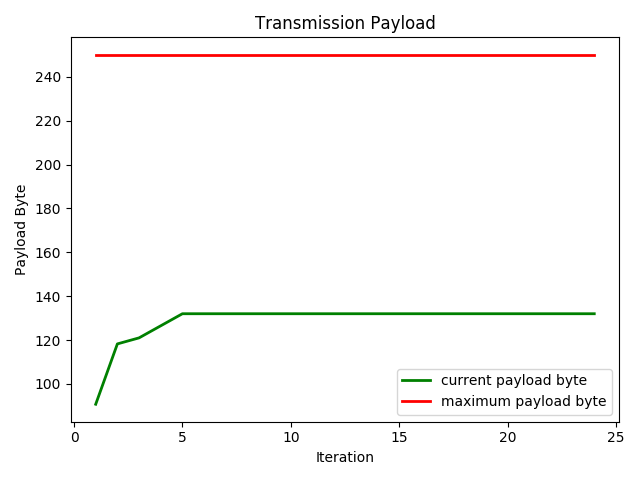 Transmission Payload
240
220
200
180
160
140
120
100
Payload Byte
current payload byte
maximum payload byte
0 5 10 15 20 25
Iteration